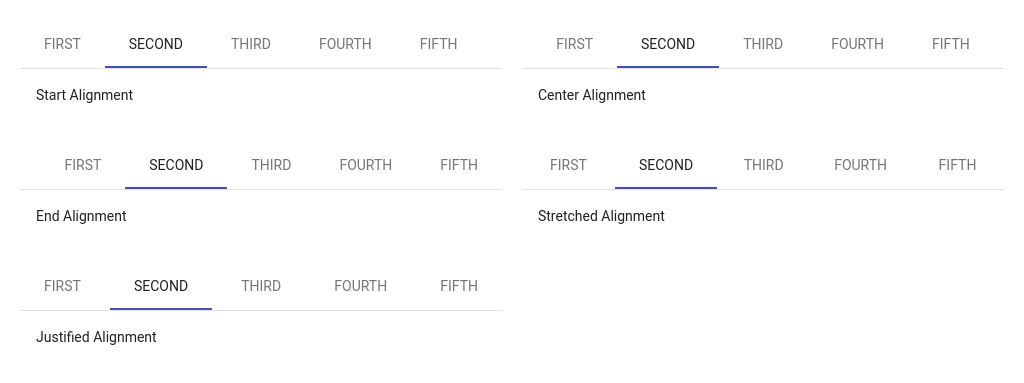 FIRST SECOND THIRD FOURTH FIFTH
Start Alignment
FIRST SECOND THIRD FOURTH FIFTH
Center Alignment
FIRST SECOND THIRD FOURTH FIFTH
End Alignment
FIRST SECOND THIRD FOURTH FIFTH
Stretched Alignment
FIRST SECOND THIRD FOURTH FIFTH
Justified Alignment